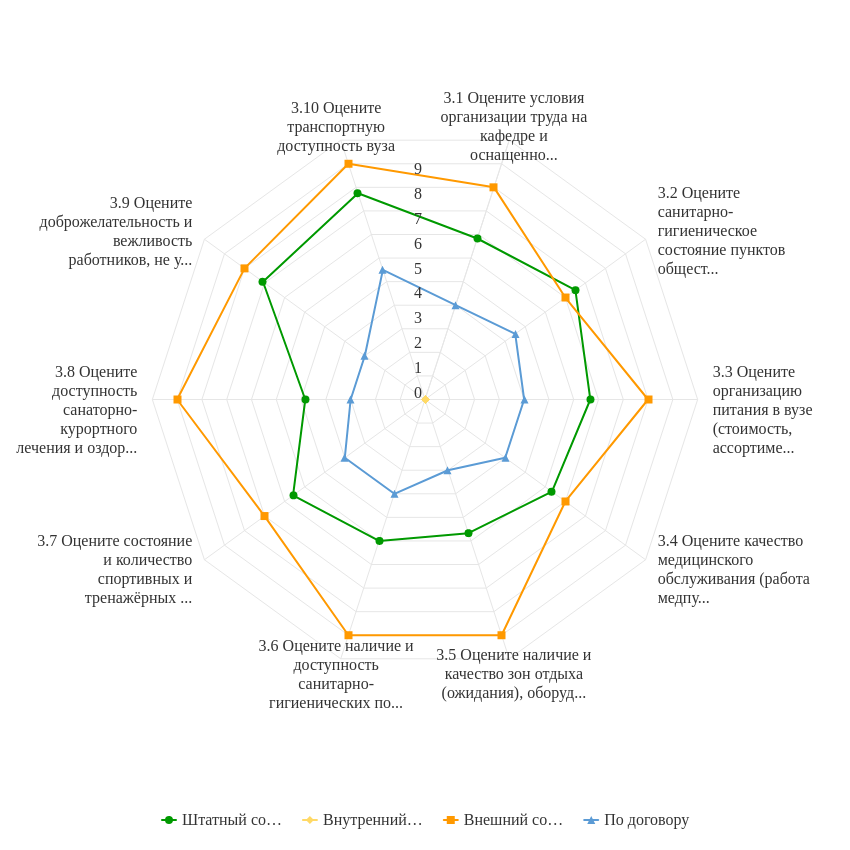 3.10 Оцените
транспортную
доступность вуза
3.1 Оцените условия
организации труда на
кафедре и
оснащенно...
3.2 Оцените
санитарно-
гигиеническое
состояние пунктов
общест...
3.3 Оцените
организацию
питания в вузе
(стоимость,
ассортиме...
3.4 Оцените качество
медицинского
обслуживания (работа
медпу...
3.5 Оцените наличие и
качество зон отдыха
(ожидания), оборуд...
3.6 Оцените наличие и
доступность
санитарно-
гигиенических по...
3.7 Оцените состояние
и количество
спортивных и
тренажёрных ...
3.8 Оцените
доступность
санаторно-
курортного
лечения и оздор...
3.9 Оцените
доброжелательность и
вежливость
работников, не у...
9
8
7
6
5
4
3
2
1
0
Штатный со…
Внутренний…
Внешний со…
По договору